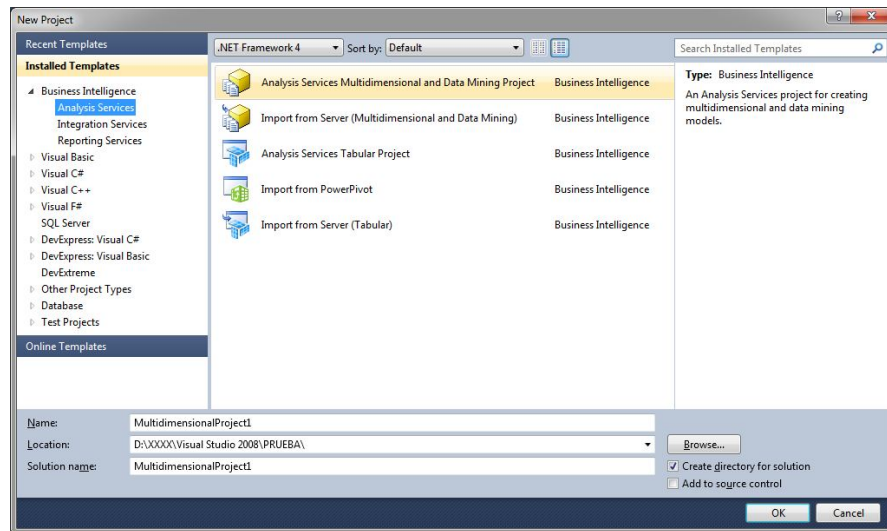 New Project
Recent Templates
Installed Templates
Business Intelligence
Analysis Services
Integration Services
Reporting Services
Visual Basic
Visual C#
Visual C++
Visual F#
SQL Server
DevExpress: Visual C#
DevExpress: Visual Basic
DevExtreme
Other Project Types
Database
Test Projects
Online Templates
.NET Framework 4
Sort by: Default
Analysis Services Multidimensional and Data Mining Project Business Intelligence
Import from Server (Multidimensional and Data Mining) Business Intelligence
Analysis Services Tabular Project Business Intelligence
Import from PowerPivot Business Intelligence
Import from Server (Tabular) Business Intelligence
Search Installed Templates
Type: Business Intelligence
An Analysis Services project for creating
multidimensional and data mining
models.
Name: MultidimensionalProject1
Location: D:\XXXX\Visual Studio 2008\PRUEBA\
Browse...
Solution name: MultidimensionalProject1
Create directory for solution
Add to source control
OK Cancel